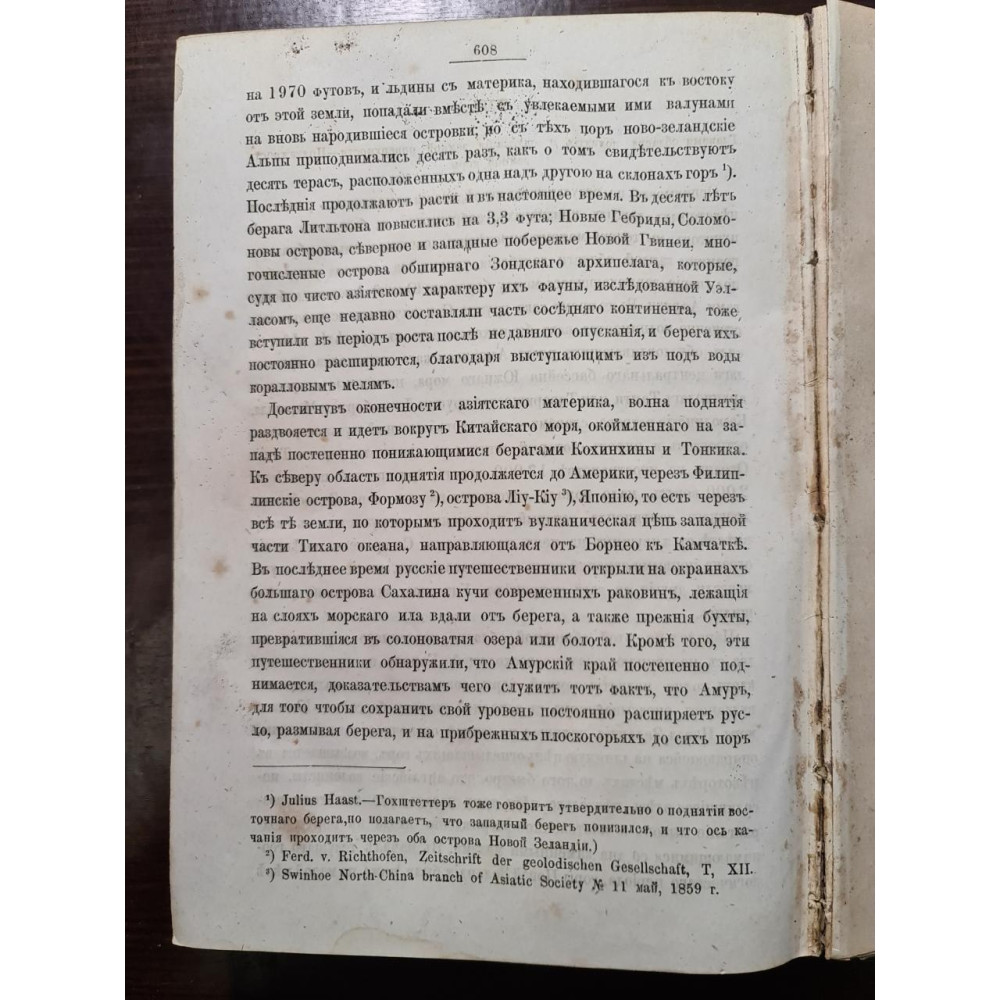 608
на 1970 футовъ, и льдины съ материка, находившагося къ востоку
отъ этой земли, попадали вмѣстѣ съ увлекаемыми ими валунами
на вновь народившіеся островки; но съ тѣхъ поръ ново-зеландскіе
Альпы приподнимались десять разъ, какъ о томъ свидѣтельствуютъ
десять терасъ, расположенныхъ одна надъ другою на склонахъ горъ ¹).
Послѣднія продолжаютъ расти и въ настоящее время. Въ десять лѣтъ
берага Литльтона повысились на 3,3 фута; Новые Гебриды, Соломо-
новы острова, сѣверное и западные побережье Новой Гвинеи, мно-
гочисленые острова обширнаго Зондскаго архипелага, которые,
судя по чисто азіятскому характеру ихъ фауны, изслѣдованной Уэл-
ласомъ, еще недавно составляли часть сосѣдняго континента, тоже
вступили въ періодъ роста послѣ недавняго опусканія, и берега ихъ
постоянно расширяются, благодаря выступающимъ изъ подъ воды
коралловымъ мелямъ.
Достигнувъ оконечности азіятскаго материка, волна поднятія
раздвояется и идетъ вокругъ Китайскаго моря, окоймленнаго на за-
падѣ постепенно понижающимися берагами Кохинхины и Тонкика.
Къ сѣверу область поднятія продолжается до Америки, черезъ Филип-
линскіе острова, Формозу ²), острова Ліу-Кіу ³), Японію, то есть черезъ
всѣ тѣ земли, по которымъ проходитъ вулканическая цѣпь западной
части Тихаго океана, направляющаяся отъ Борнео къ Камчаткѣ.
Въ послѣднее время русскіе путешественники открыли на окраинахъ
большаго острова Сахалина кучи современныхъ раковинъ, лежащія
на слояхъ морскаго ила вдали отъ берега, а также прежнія бухты,
превратившіяся въ солоноватыя озера или болота. Кромѣ того, эти
путешественники обнаружили, что Амурскій край постепенно под-
нимается, доказательствамъ чего служитъ тотъ фактъ, что Амуръ,
для того чтобы сохранить свой уровень постоянно расширяетъ рус-
ло, размывая берега, и на прибрежныхъ плоскогорьяхъ до сихъ поръ
¹) Julius Haast.—Гохштеттеръ тоже говоритъ утвердительно о поднятіи вос-
точнаго берега, но полагаетъ, что западный берегъ понизился, и что ось ка-
чанія проходитъ черезъ оба острова Новой Зеландіи.)
²) Ferd. v. Richthofen, Zeitschrift der geolodischen Gesellschaft, T, XII.
³) Swinhoe North-China branch of Asiatic Society № 11 май, 1859 г.